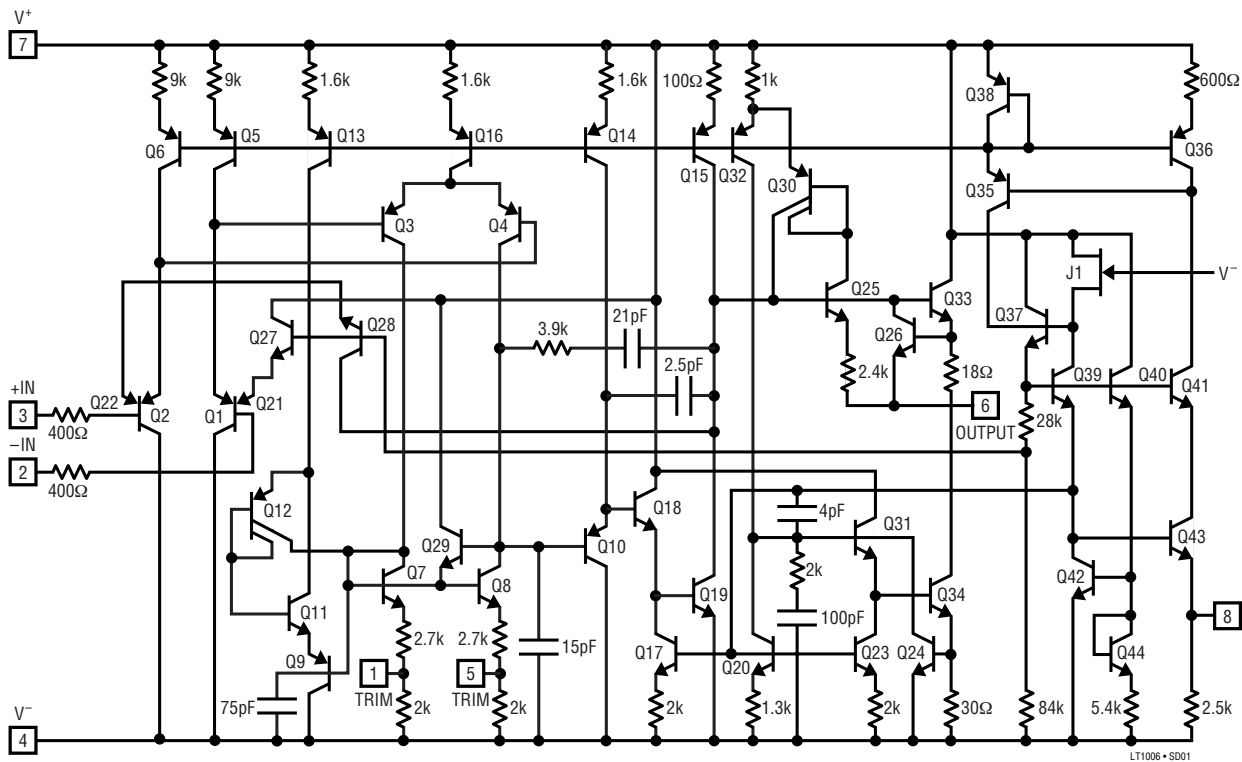 V+
7
9k
9k
1.6k
1.6k
1.6k
100Ω
1k
600Ω
Q38
Q6
Q5
Q13
Q16
Q14
Q15
Q32
Q30
Q36
Q35
Q3
Q4
J1
V–
Q27
Q28
3.9k
21pF
2.5pF
Q25
Q33
Q26
Q37
2.4k
18Ω
+IN
3
400Ω
Q22
Q2
Q1
Q21
6
OUTPUT
28k
Q39
Q40
Q41
–IN
2
400Ω
Q12
Q18
4pF
Q31
Q29
Q10
Q7
Q8
2k
Q43
Q42
Q11
2.7k
2.7k
15pF
Q19
100pF
Q34
8
Q9
1
TRIM
5
TRIM
Q17
Q20
Q23
Q24
Q44
75pF
2k
2k
2k
1.3k
2k
30Ω
84k
5.4k
2.5k
V–
4
LT1006 • SD01